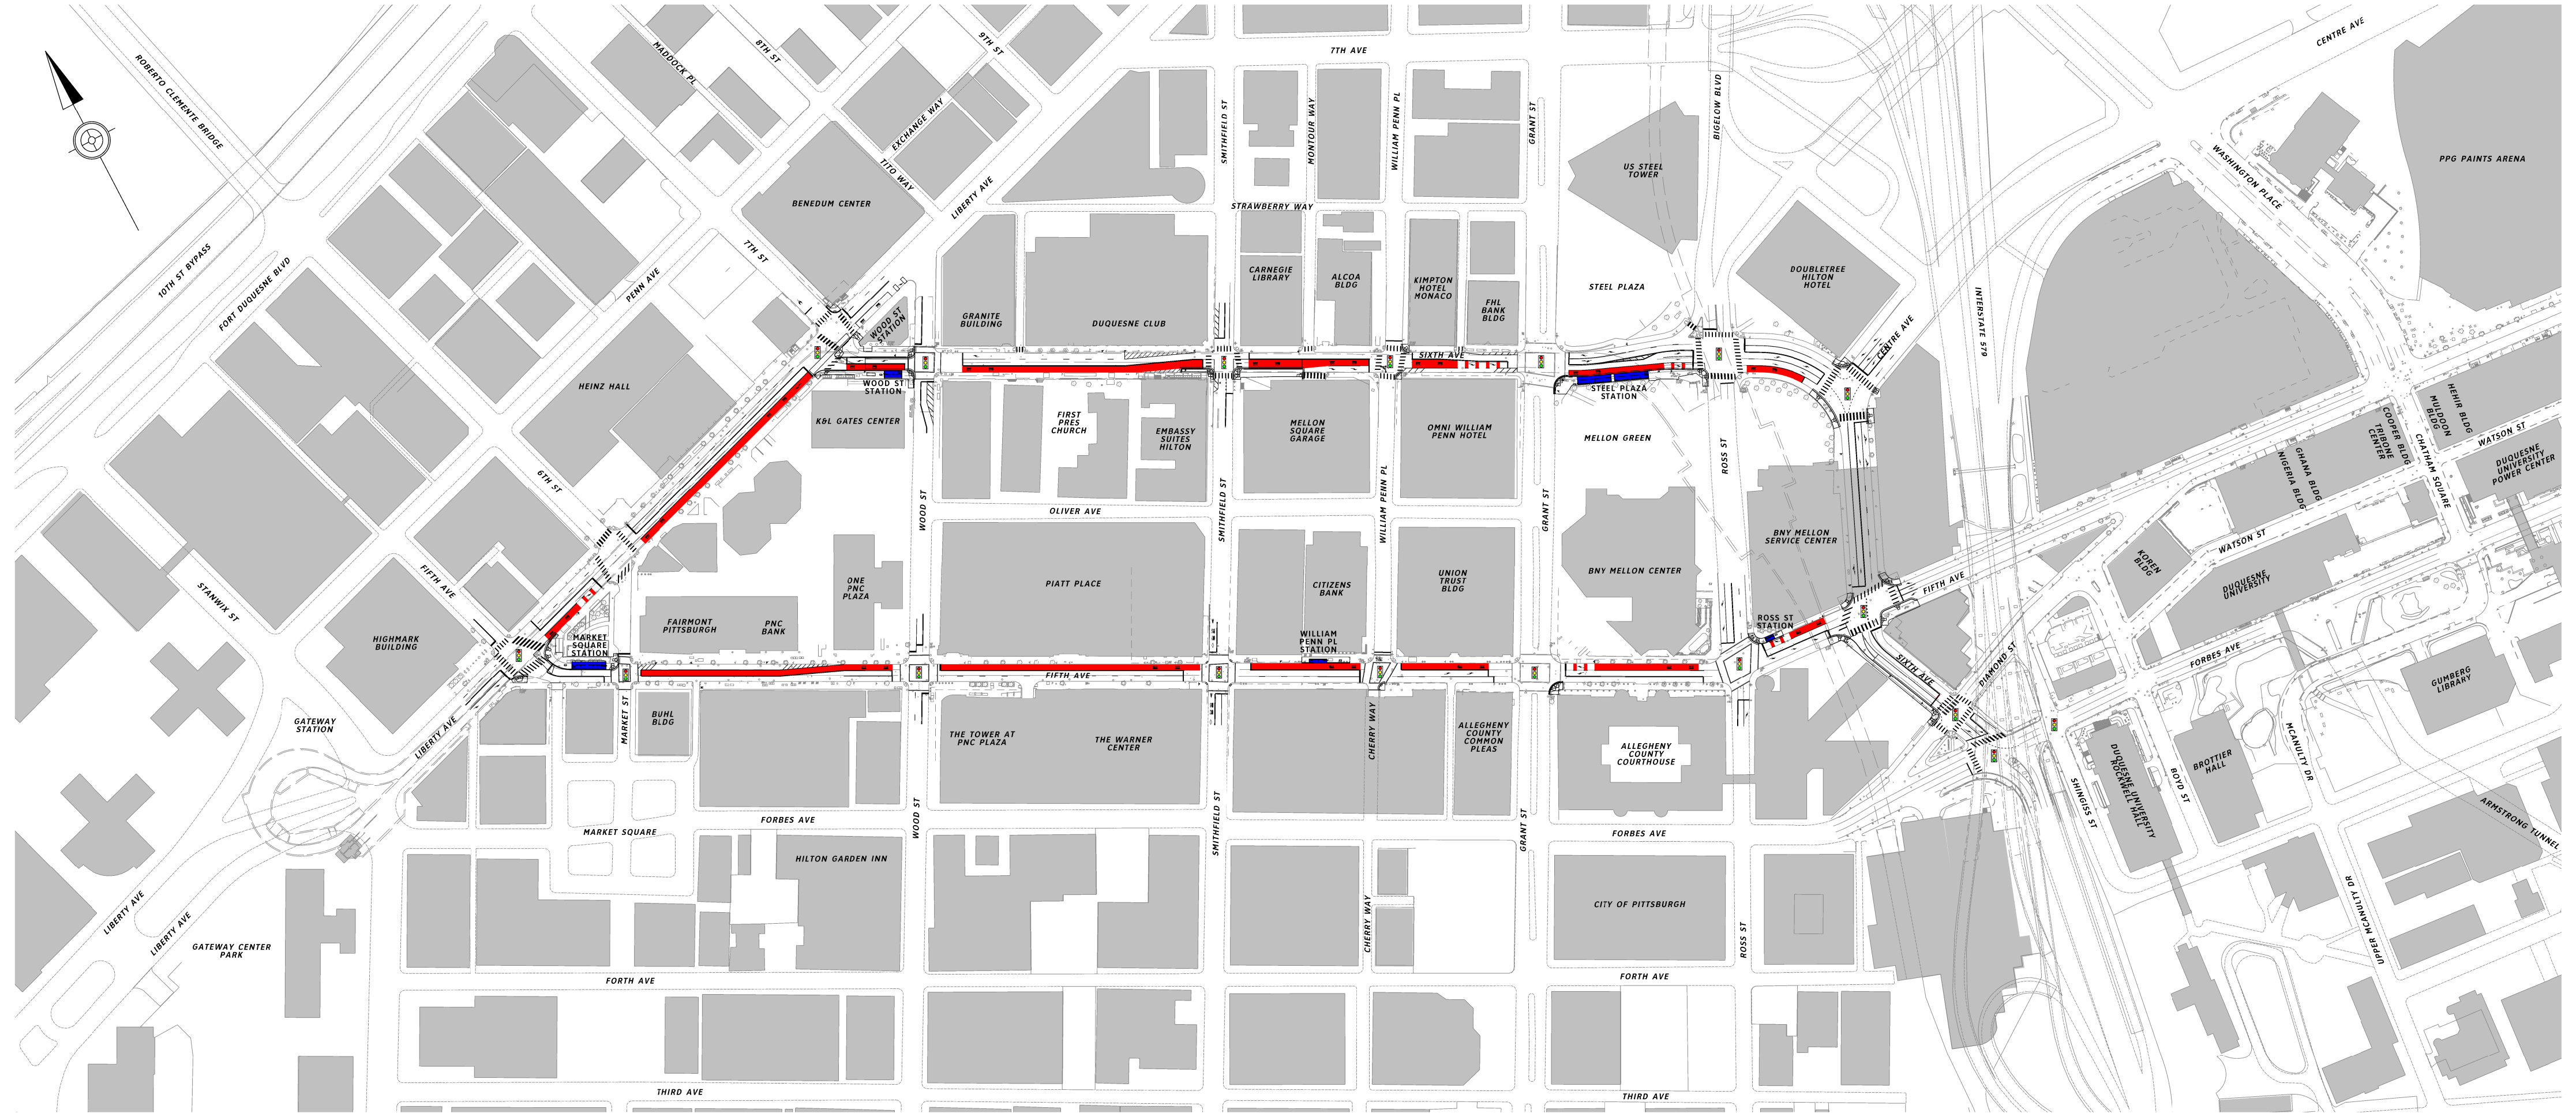 ROBERTO CLEMENTE BRIDGE
MADDOCK PL
8TH ST
9TH ST
7TH AVE
CENTRE AVE
EXCHANGE WAY
TITO WAY
LIBERTY AVE
SMITHFIELD ST
MONTOUR WAY
WILLIAM PENN PL
GRANT ST
BIGELOW BLVD
US STEEL
TOWER
WASHINGTON PLACE
PPG PAINTS ARENA
BENEDUM CENTER
STRAWBERRY WAY
7TH ST
10TH ST BYPASS
FORT DUQUESNE BLVD
PENN AVE
CARNEGIE
LIBRARY
ALCOA
BLDG
KIMPTON
HOTEL
MONACO
FHL
BANK
BLDG
STEEL PLAZA
DOUBLETREE
HILTON
HOTEL
INTERSTATE 579
WOOD ST
STATION
GRANITE
BUILDING
DUQUESNE CLUB
SIXTH AVE
CENTRE AVE
HEINZ HALL
WOOD ST
STATION
STEEL PLAZA
STATION
K&L GATES CENTER
FIRST
PRES
CHURCH
EMBASSY
SUITES
HILTON
MELLON
SQUARE
GARAGE
OMNI WILLIAM
PENN HOTEL
MELLON GREEN
ROSS ST
HEHIR BLDG
MULDOON
BLDG
COOPER BLDG
TRIBONE
CENTER
CHATHAM SQUARE
WATSON ST
DUQUESNE
UNIVERSITY
POWER CENTER
GHANA BLDG
NIGERIA BLDG
6TH ST
WOOD ST
OLIVER AVE
SMITHFIELD ST
WILLIAM PENN PL
GRANT ST
BNY MELLON
SERVICE CENTER
WATSON ST
KOREN
BLDG
FIFTH AVE
STANWIX ST
ONE
PNC
PLAZA
PIATT PLACE
CITIZENS
BANK
UNION
TRUST
BLDG
BNY MELLON CENTER
FIFTH AVE
DUQUESNE
UNIVERSITY
HIGHMARK
BUILDING
MARKET
SQUARE
STATION
FAIRMONT
PITTSBURGH
PNC
BANK
WILLIAM
PENN PL
STATION
ROSS ST
STATION
FORBES AVE
SIXTH AVE
DIAMOND ST
GUMBERG
LIBRARY
FIFTH AVE
GATEWAY
STATION
LIBERTY AVE
MARKET ST
BUHL
BLDG
THE TOWER AT
PNC PLAZA
THE WARNER
CENTER
CHERRY WAY
ALLEGHENY
COUNTY
COMMON
PLEAS
ALLEGHENY
COUNTY
COURTHOUSE
SHINGISS ST
DUQUESNE UNIVERSITY
ROCKWELL HALL
BOYD ST
BROTTIER
HALL
MCANULTY DR
ARMSTRONG TUNNEL
WOOD ST
SMITHFIELD ST
GRANT ST
MARKET SQUARE
FORBES AVE
FORBES AVE
HILTON GARDEN INN
LIBERTY AVE
LIBERTY AVE
GATEWAY CENTER
PARK
CHERRY WAY
CITY OF PITTSBURGH
ROSS ST
UPPER MCANULTY DR
FORTH AVE
FORTH AVE
THIRD AVE
THIRD AVE